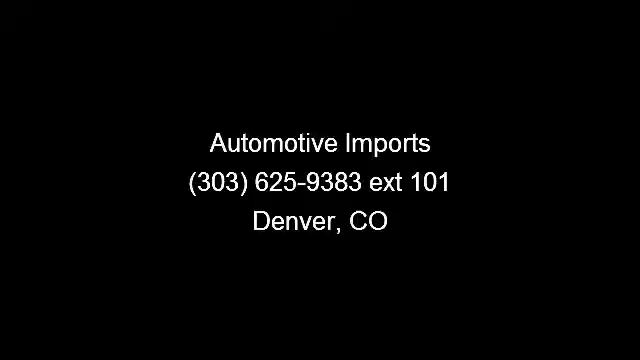 Automotive Imports
(303) 625-9383 ext 101
Denver, CO